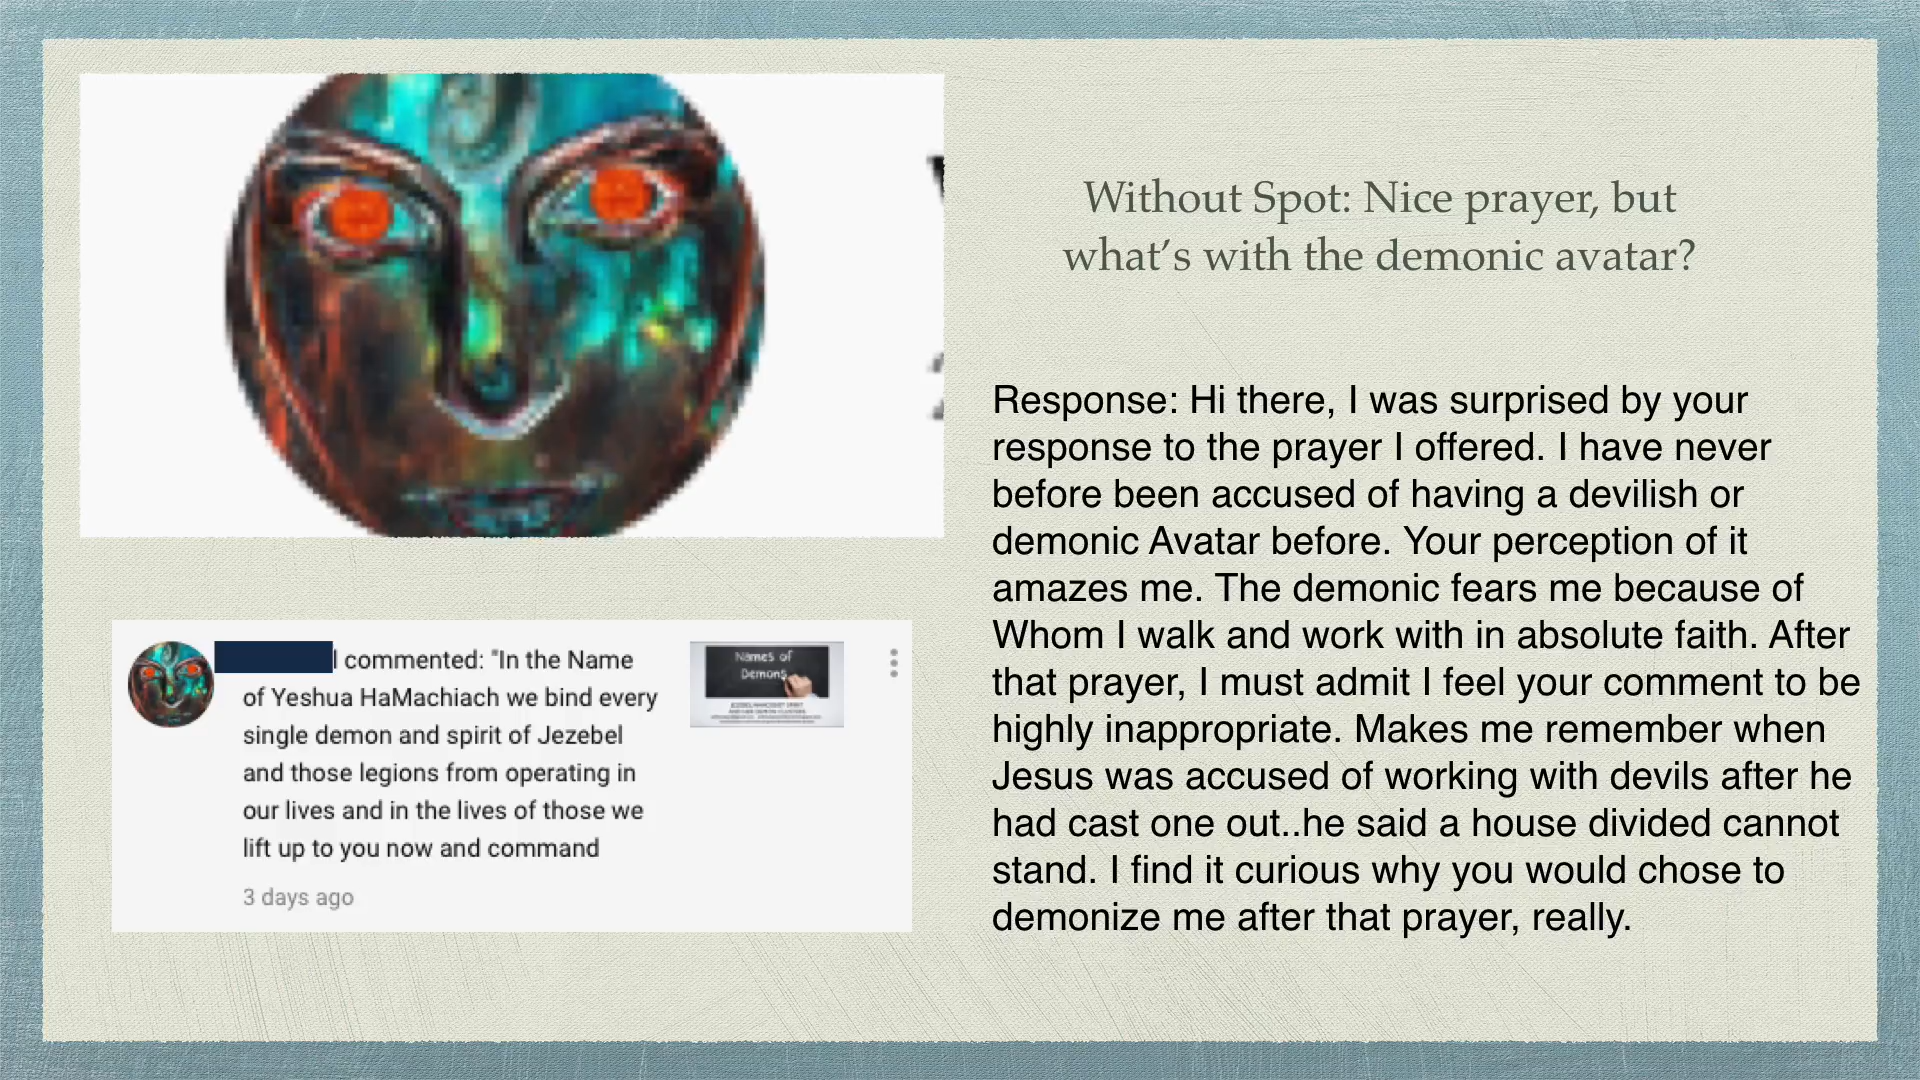 Without Spot: Nice prayer, but
what’s with the demonic avatar?
Response: Hi there, I was surprised by your
response to the prayer I offered. I have never
before been accused of having a devilish or
demonic Avatar before. Your perception of it
amazes me. The demonic fears me because of
Whom I walk and work with in absolute faith. After
that prayer, I must admit I feel your comment to be
highly inappropriate. Makes me remember when
Jesus was accused of working with devils after he
had cast one out..he said a house divided cannot
stand. I find it curious why you would chose to
demonize me after that prayer, really.
l commented: "In the Name
of Yeshua HaMachiach we bind every
single demon and spirit of Jezebel
and those legions from operating in
our lives and in the lives of those we
lift up to you now and command
3 days ago
Names of
Demons